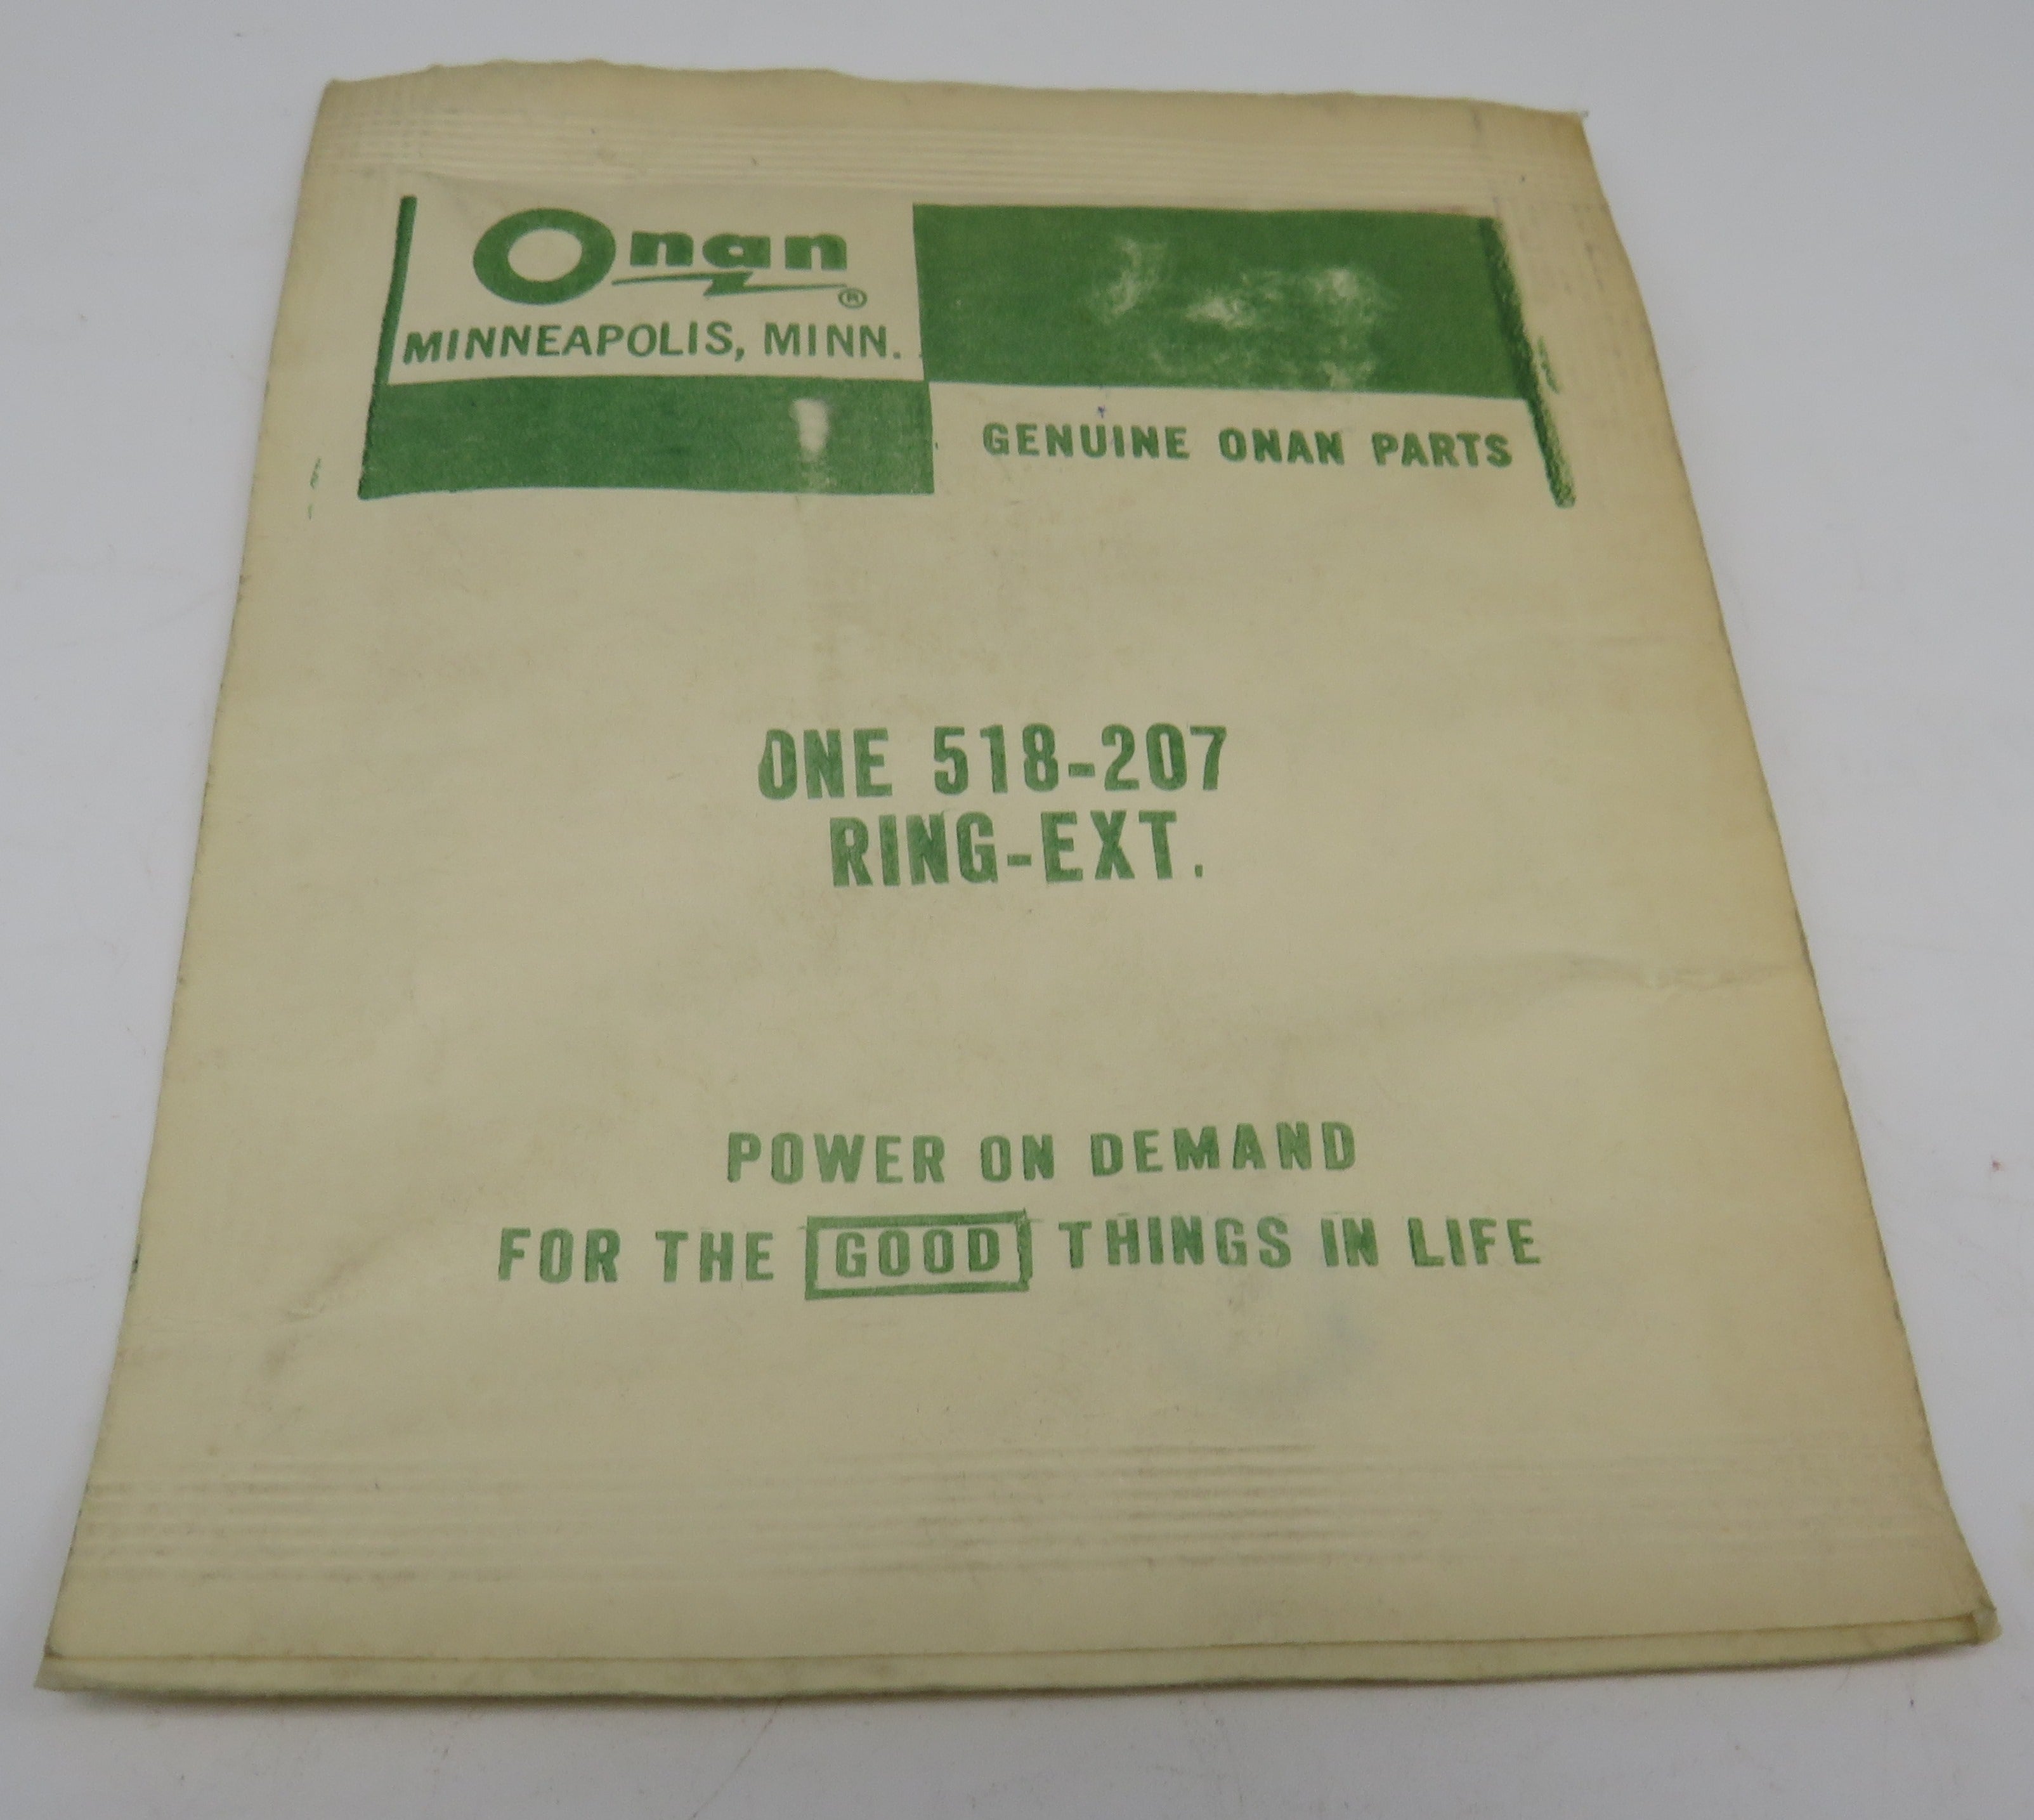 Onan®
MINNEAPOLIS, MINN.
GENUINE ONAN PARTS
ONE 518-207
RING-EXT.
POWER ON DEMAND
FOR THE GOOD THINGS IN LIFE